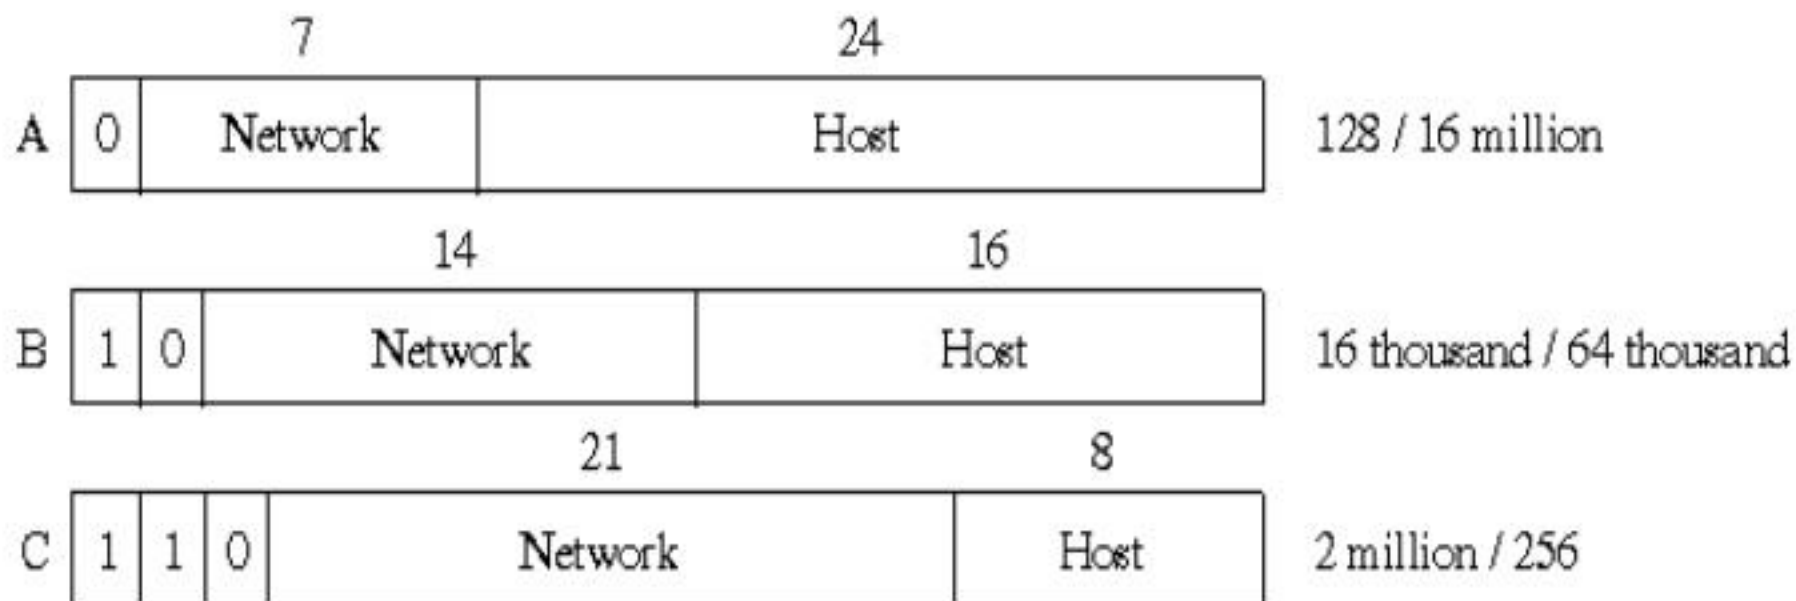 7 24
A 0 Network Host 128 / 16 million
14 16
B 1 0 Network Host 16 thousand / 64 thousand
21 8
C 1 1 0 Network Host 2 million / 256